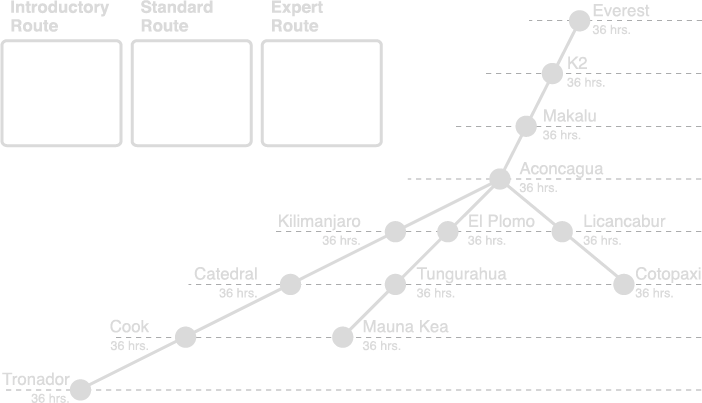 Introductory
Route
Standard
Route
Expert
Route
Everest
36 hrs.
K2
36 hrs.
Makalu
36 hrs.
Aconcagua
36 hrs.
Kilimanjaro
36 hrs.
El Plomo
36 hrs.
Licancabur
36 hrs.
Catedral
36 hrs.
Tungurahua
36 hrs.
Cotopaxi
36 hrs.
Cook
36 hrs.
Mauna Kea
36 hrs.
Tronador
36 hrs.